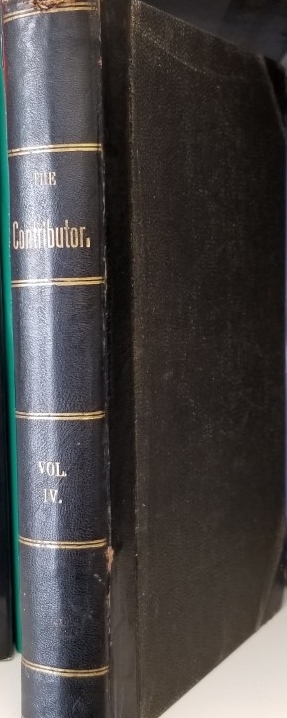 THE
Contributor.
VOL.
IV.